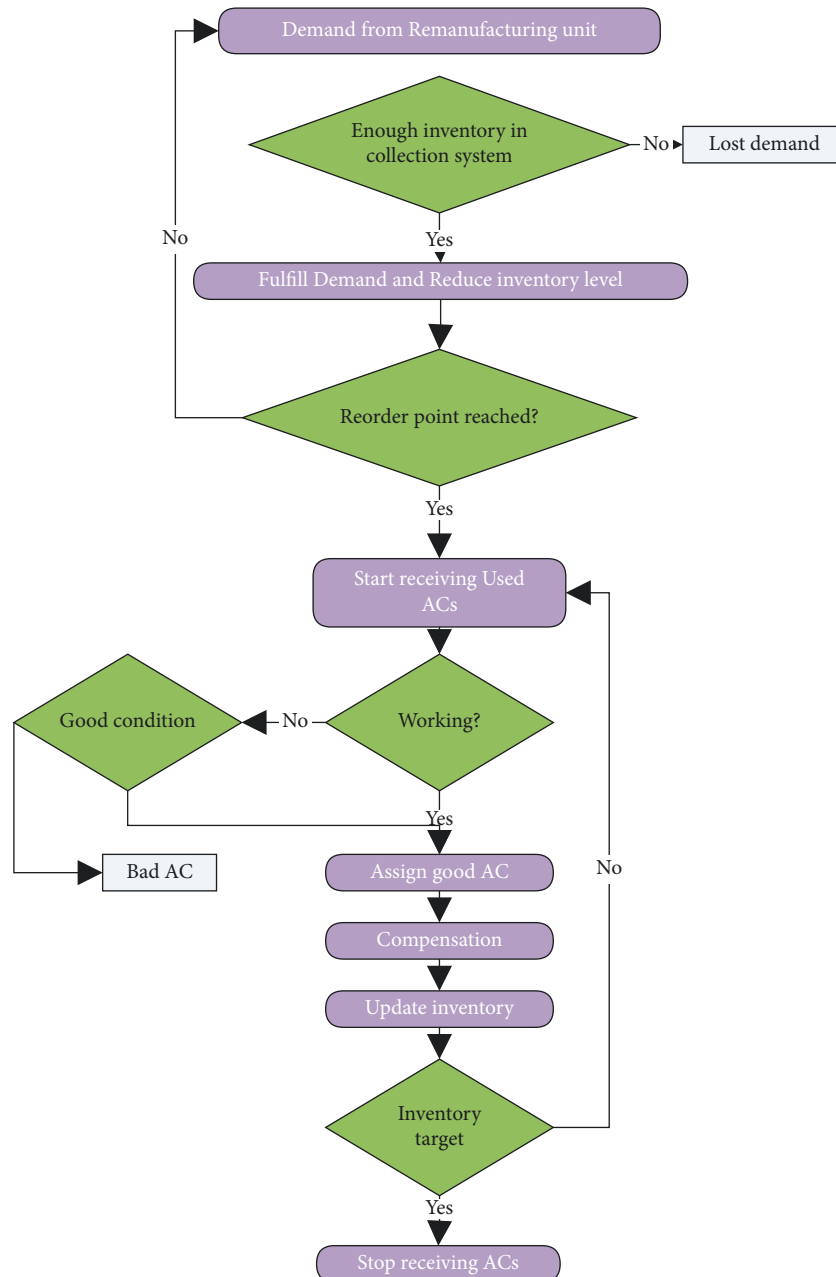 Demand from Remanufacturing unit
Enough inventory in
collection system
No
Lost demand
Yes
No
Fulfill Demand and Reduce inventory level
Reorder point reached?
Yes
Start receiving Used
ACs
Good condition
No
Working?
Yes
Bad AC
Assign good AC
No
Compensation
Update inventory
Inventory
target
Yes
Stop receiving ACs